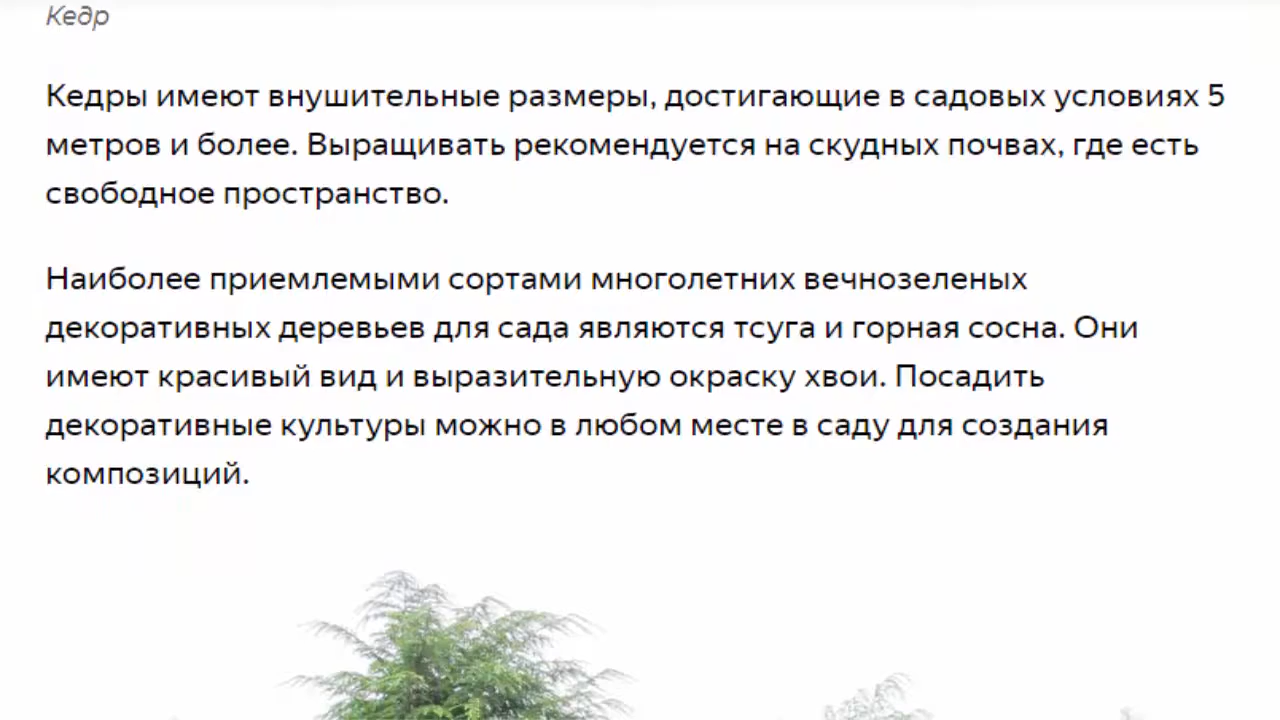 Кедр
Кедры имеют внушительные размеры, достигающие в садовых условиях 5
метров и более. Выращивать рекомендуется на скудных почвах, где есть
свободное пространство.
Наиболее приемлемыми сортами многолетних вечнозеленых
декоративных деревьев для сада являются тсуга и горная сосна. Они
имеют красивый вид и выразительную окраску хвои. Посадить
декоративные культуры можно в любом месте в саду для создания
композиций.